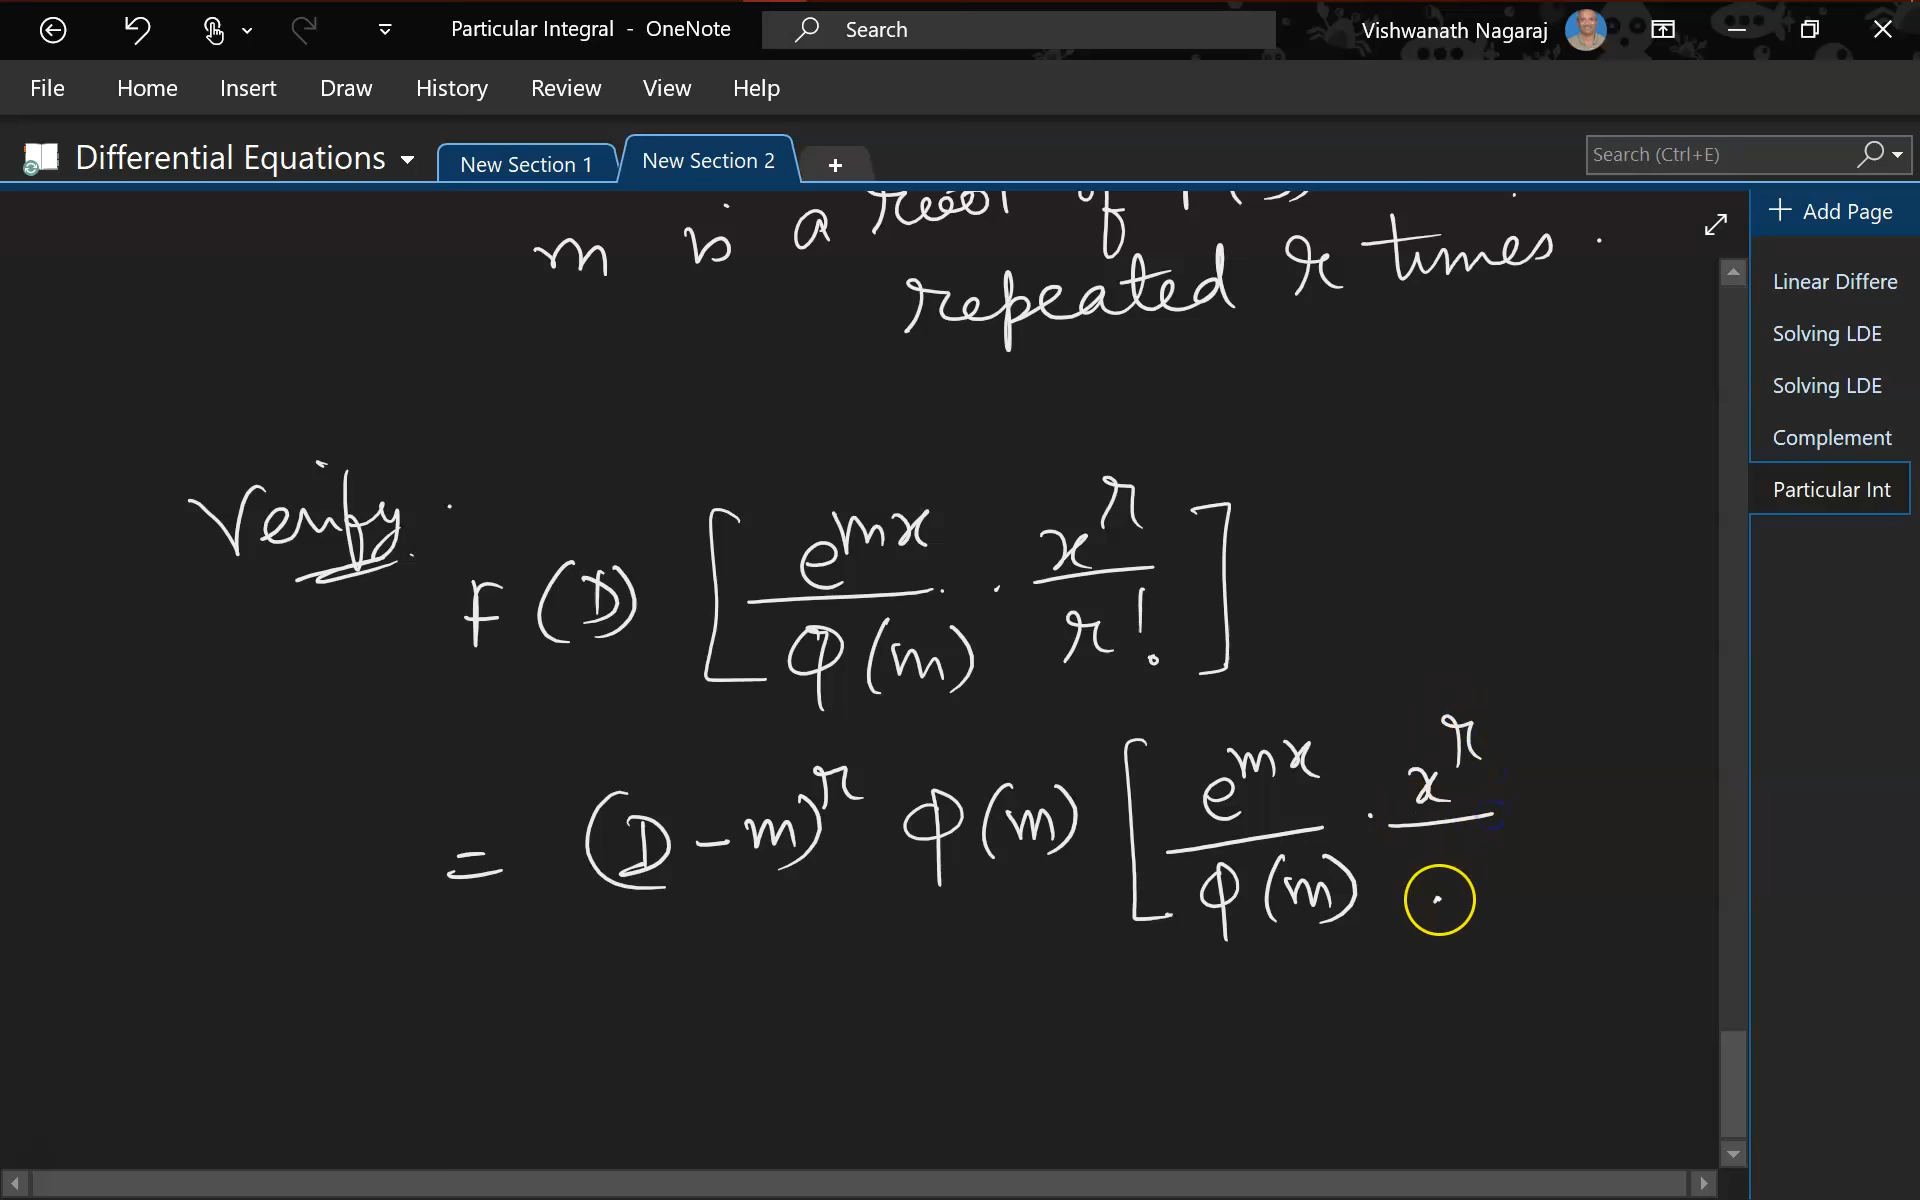 Particular Integral - OneNote
Search
Vishwanath Nagaraj
File Home Insert Draw History Review View Help
Differential Equations
New Section 1
New Section 2
+
Search (Ctrl+E)
Add Page
Linear Differe
Solving LDE
Solving LDE
Complement
Particular Int
m is a root of
repeated r times.
Verify.
F(D) [ e^{mx} / φ(m) · x^r / r! ]
= (D - m)^r φ(m) [ e^{mx} / φ(m) · x^r /